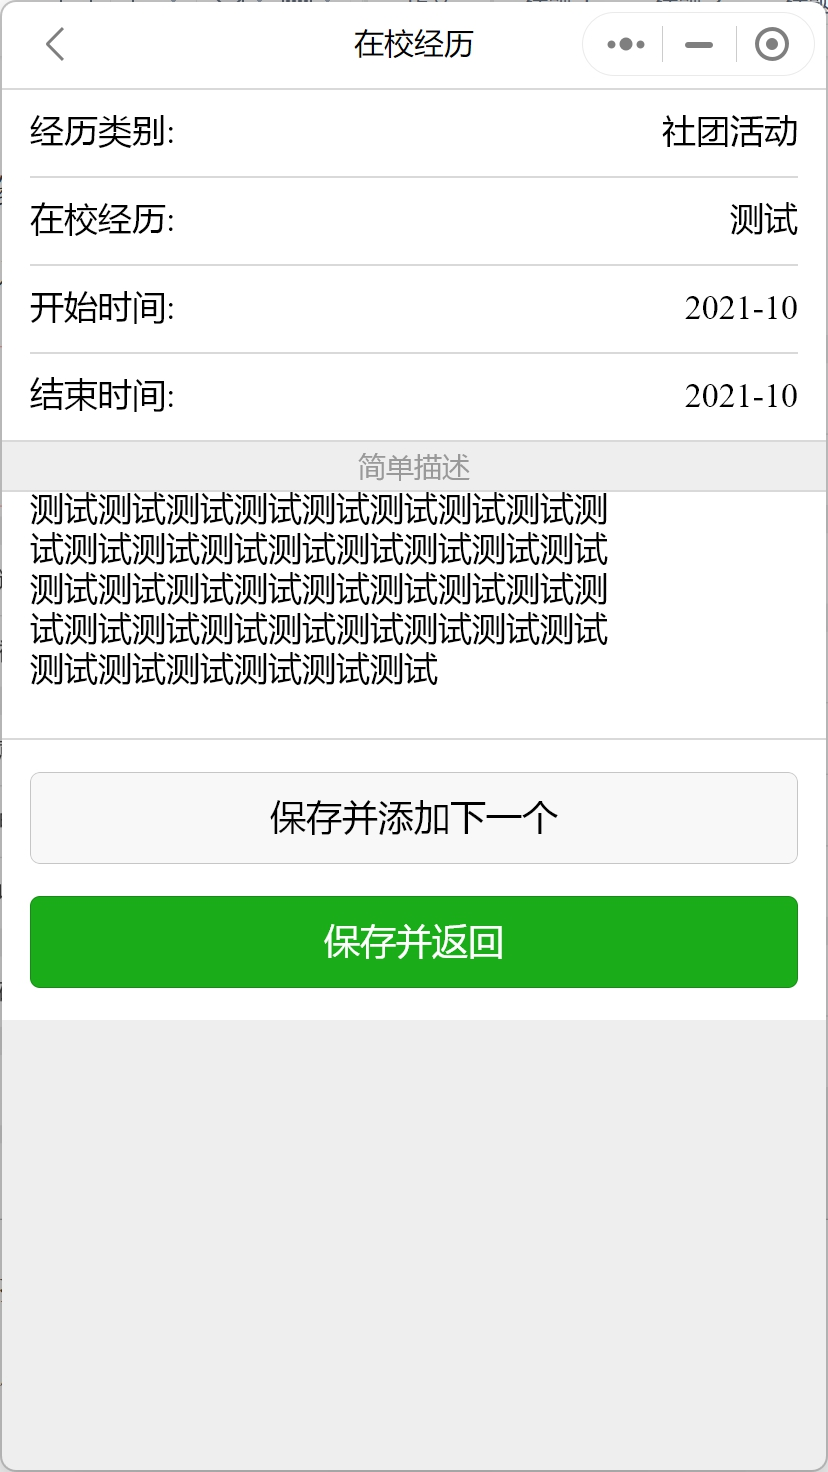 在校经历
经历类别: 社团活动
在校经历: 测试
开始时间: 2021-10
结束时间: 2021-10
简单描述
测试测试测试测试测试测试测试测试测
试测试测试测试测试测试测试测试测试
测试测试测试测试测试测试测试测试测
试测试测试测试测试测试测试测试测试
测试测试测试测试测试测试
保存并添加下一个
保存并返回